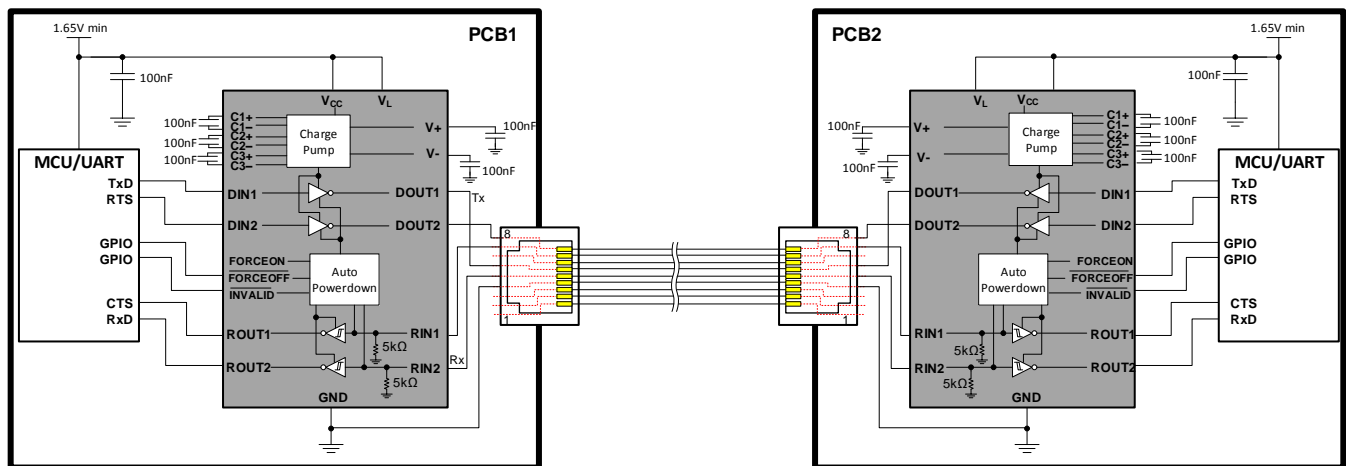 1.65V min
PCB1
100nF
VCC
VL
C1+
C1−
C2+
C2−
C3+
C3−
100nF
100nF
100nF
Charge
Pump
V+
V-
100nF
100nF
MCU/UART
TxD
RTS
GPIO
GPIO
CTS
RxD
DIN1
DIN2
FORCEON
FORCEOFF
INVALID
ROUT1
ROUT2
Auto
Powerdown
DOUT1
Tx
DOUT2
RIN1
5kΩ
Rx
RIN2
5kΩ
GND
8
1
PCB2
1.65V min
100nF
VL
VCC
C1+
C1−
C2+
C2−
C3+
C3−
100nF
100nF
100nF
Charge
Pump
V+
V-
100nF
100nF
MCU/UART
TxD
RTS
GPIO
GPIO
CTS
RxD
DIN1
DIN2
FORCEON
FORCEOFF
INVALID
ROUT1
ROUT2
Auto
Powerdown
DOUT1
DOUT2
RIN1
5kΩ
RIN2
5kΩ
GND
8
1